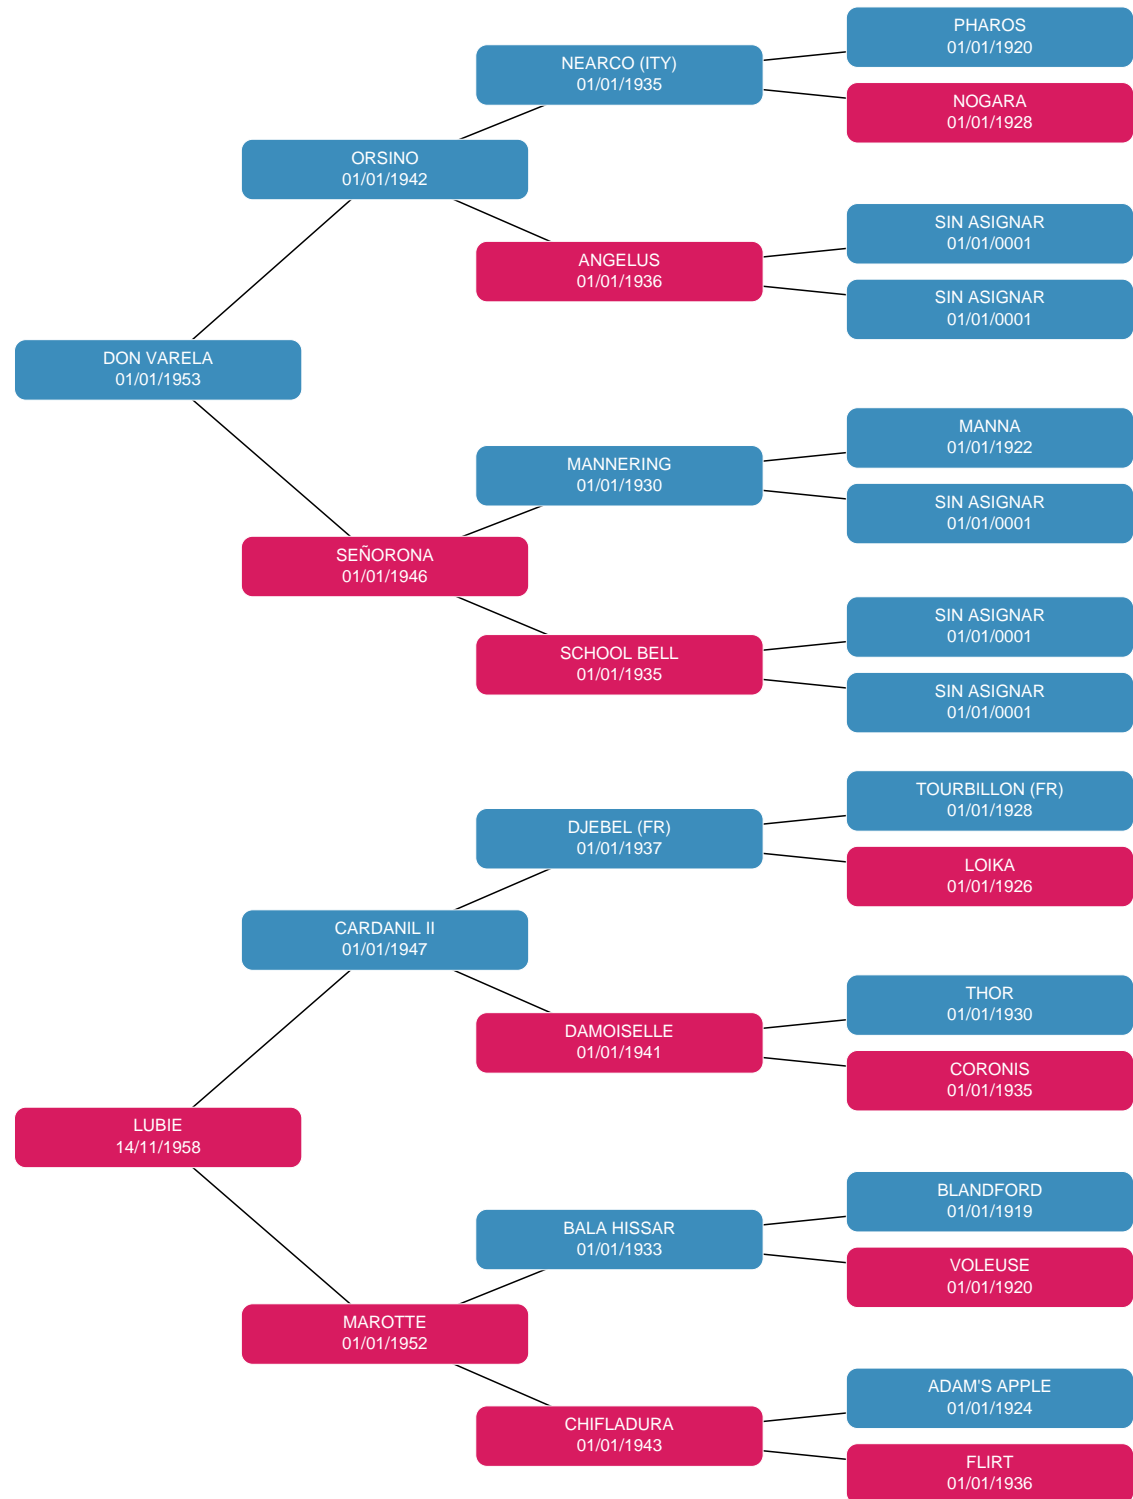 PHAROS
01/01/1920
NEARCO (ITY)
01/01/1935
NOGARA
01/01/1928
ORSINO
01/01/1942
SIN ASIGNAR
01/01/0001
ANGELUS
01/01/1936
SIN ASIGNAR
01/01/0001
DON VARELA
01/01/1953
MANNA
01/01/1922
MANNERING
01/01/1930
SIN ASIGNAR
01/01/0001
SEÑORONA
01/01/1946
SIN ASIGNAR
01/01/0001
SCHOOL BELL
01/01/1935
SIN ASIGNAR
01/01/0001
TOURBILLON (FR)
01/01/1928
DJEBEL (FR)
01/01/1937
LOIKA
01/01/1926
CARDANIL II
01/01/1947
THOR
01/01/1930
DAMOISELLE
01/01/1941
CORONIS
01/01/1935
LUBIE
14/11/1958
BLANDFORD
01/01/1919
BALA HISSAR
01/01/1933
VOLEUSE
01/01/1920
MAROTTE
01/01/1952
ADAM'S APPLE
01/01/1924
CHIFLADURA
01/01/1943
FLIRT
01/01/1936